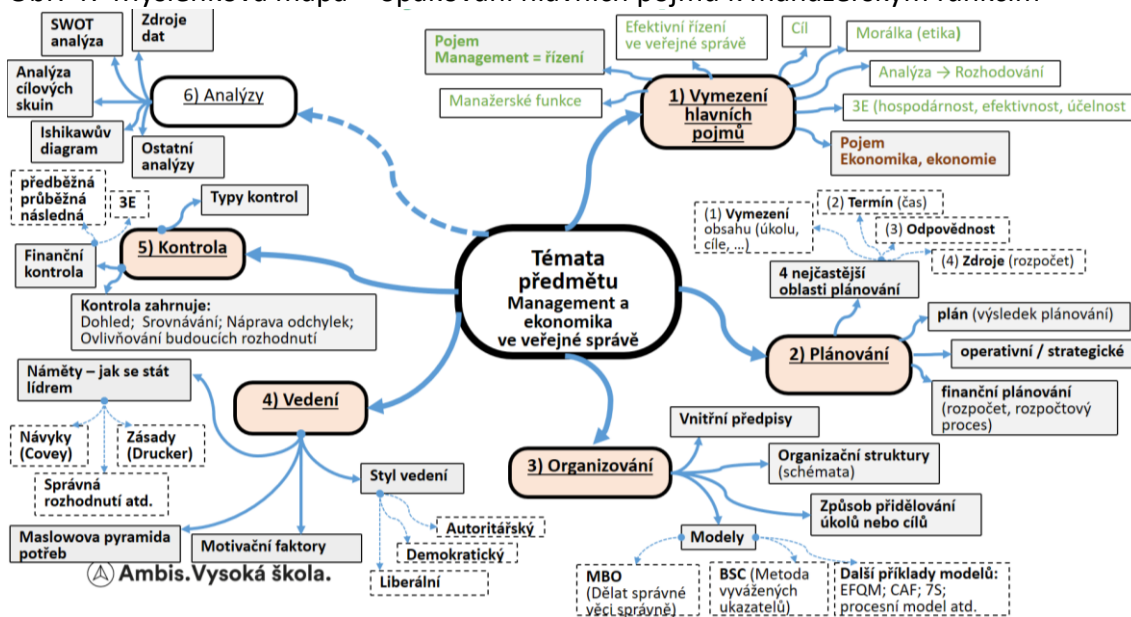 SWOT
analýza
Zdroje
dat
Analýza
cílových
skuin
Ishikawův
diagram
Ostatní
analýzy
6) Analýzy
Pojem
Management = řízení
Efektivní řízení
ve veřejné správě
Cíl
Morálka (etika)
Manažerské funkce
Analýza → Rozhodování
3E (hospodárnost, efektivnost, účelnost
1) Vymezení
hlavních
pojmů
Pojem
Ekonomika, ekonomie
předběžná
průběžná
následná
3E
Typy kontrol
Finanční
kontrola
5) Kontrola
Kontrola zahrnuje:
Dohled; Srovnávání; Náprava odchylek;
Ovlivňování budoucích rozhodnutí
Témata
předmětu
Management a
ekonomika
ve veřejné správě
(1) Vymezení
obsahu (úkolu,
cíle, …)
(2) Termín (čas)
(3) Odpovědnost
(4) Zdroje (rozpočet)
4 nejčastější
oblasti plánování
plán (výsledek plánování)
2) Plánování
operativní / strategické
finanční plánování
(rozpočet, rozpočtový
proces)
Náměty – jak se stát
lídrem
4) Vedení
Návyky
(Covey)
Zásady
(Drucker)
Správná
rozhodnutí atd.
Maslowova pyramida
potřeb
Motivační faktory
Styl vedení
Autoritářský
Demokratický
Liberální
Vnitřní předpisy
3) Organizování
Organizační struktury
(schémata)
Způsob přidělování
úkolů nebo cílů
Modely
MBO
(Dělat správné
věci správně)
BSC (Metoda
vyvážených
ukazatelů)
Další příklady modelů:
EFQM; CAF; 7S;
procesní model atd.
Ambis.Vysoká škola.